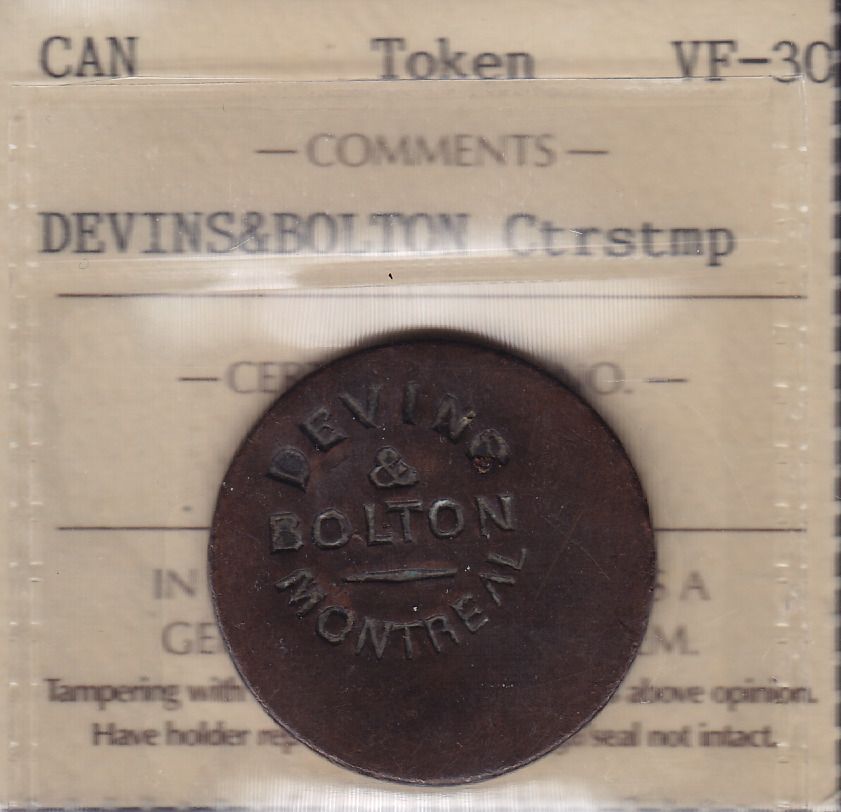 CAN Token VF-30
— COMMENTS —
DEVINS&BOLTON Ctrstmp
DEVINS
&
BOLTON
MONTREAL
IN A
Tampering with above opinion.
Have holder seal not intact.